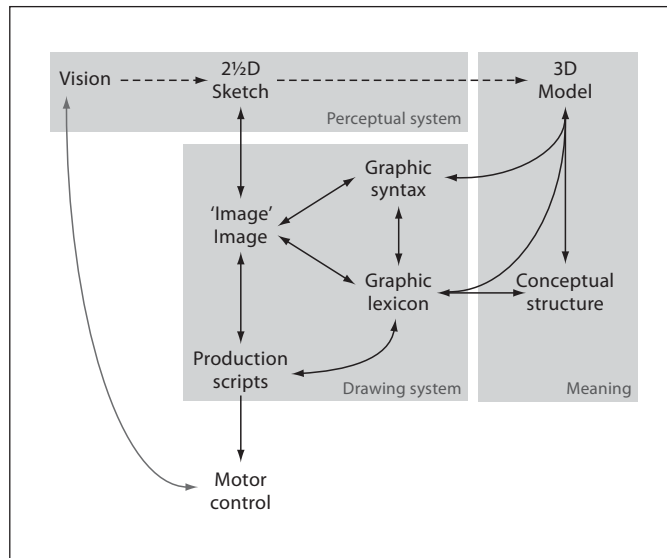 Vision
2½D
Sketch
3D
Model
Perceptual system
Graphic
syntax
‘Image’
Image
Graphic
lexicon
Conceptual
structure
Production
scripts
Drawing system
Meaning
Motor
control